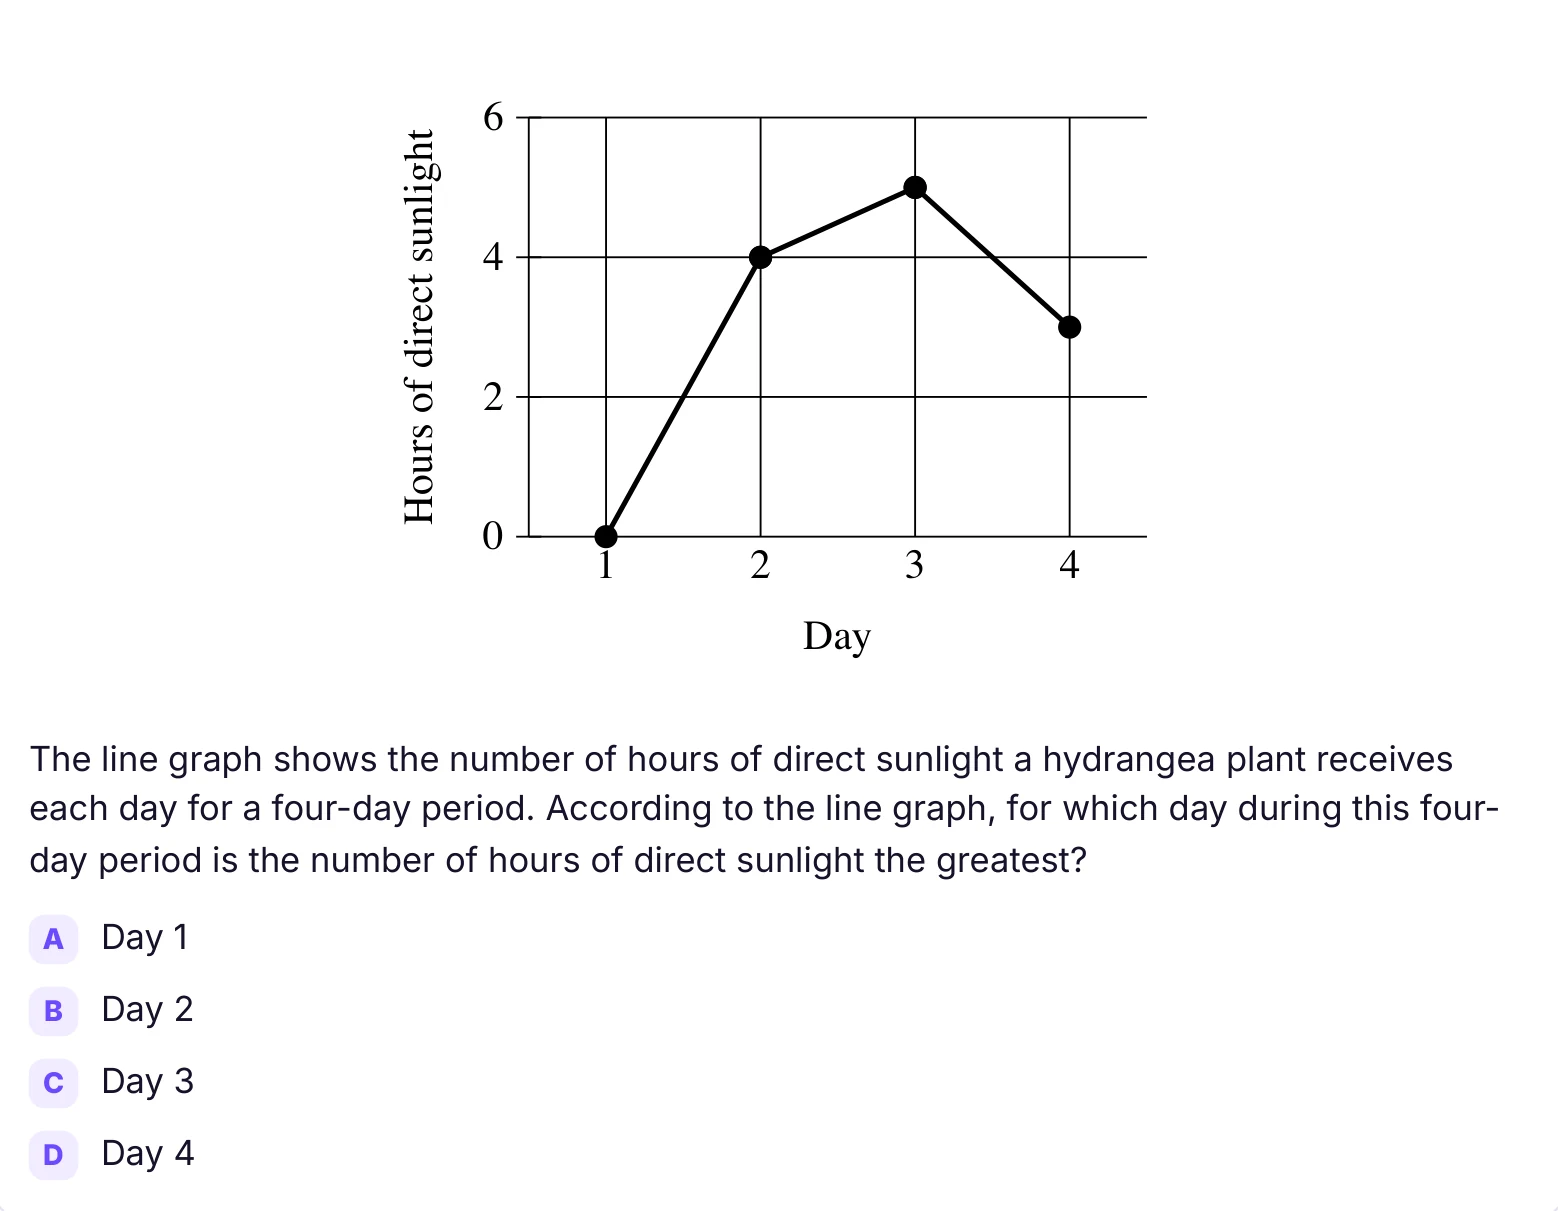 Hours of direct sunlight
6
4
2
0
1 2 3 4
Day
The line graph shows the number of hours of direct sunlight a hydrangea plant receives
each day for a four-day period. According to the line graph, for which day during this four-
day period is the number of hours of direct sunlight the greatest?
A Day 1
B Day 2
C Day 3
D Day 4